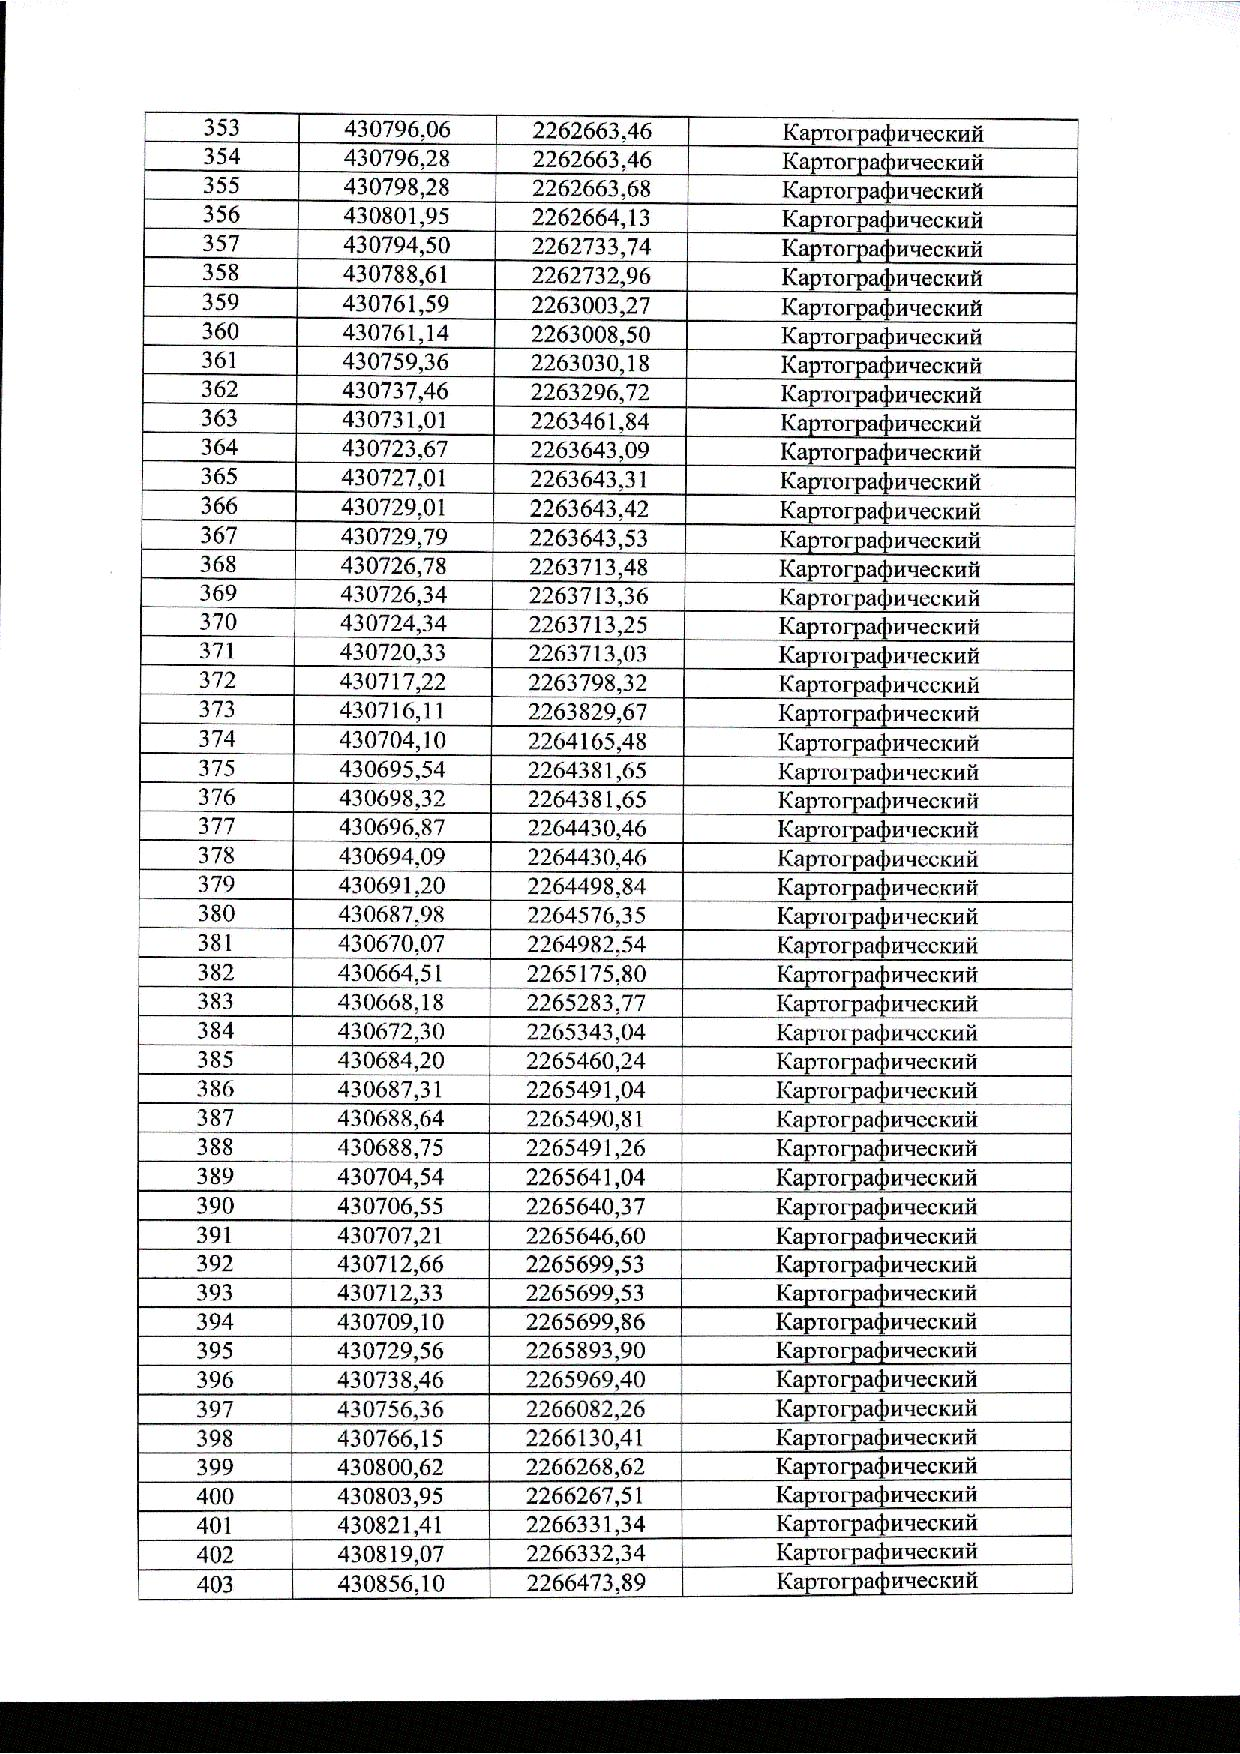 353 430796,06 2262663,46 Картографический
354 430796,28 2262663,46 Картографический
355 430798,28 2262663,68 Картографический
356 430801,95 2262664,13 Картографический
357 430794,50 2262733,74 Картографический
358 430788,61 2262732,96 Картографический
359 430761,59 2263003,27 Картографический
360 430761,14 2263008,50 Картографический
361 430759,36 2263030,18 Картографический
362 430737,46 2263296,72 Картографический
363 430731,01 2263461,84 Картографический
364 430723,67 2263643,09 Картографический
365 430727,01 2263643,31 Картографический
366 430729,01 2263643,42 Картографический
367 430729,79 2263643,53 Картографический
368 430726,78 2263713,48 Картографический
369 430726,34 2263713,36 Картографический
370 430724,34 2263713,25 Картографический
371 430720,33 2263713,03 Картографический
372 430717,22 2263798,32 Картографический
373 430716,11 2263829,67 Картографический
374 430704,10 2264165,48 Картографический
375 430695,54 2264381,65 Картографический
376 430698,32 2264381,65 Картографический
377 430696,87 2264430,46 Картографический
378 430694,09 2264430,46 Картографический
379 430691,20 2264498,84 Картографический
380 430687,98 2264576,35 Картографический
381 430670,07 2264982,54 Картографический
382 430664,51 2265175,80 Картографический
383 430668,18 2265283,77 Картографический
384 430672,30 2265343,04 Картографический
385 430684,20 2265460,24 Картографический
386 430687,31 2265491,04 Картографический
387 430688,64 2265490,81 Картографический
388 430688,75 2265491,26 Картографический
389 430704,54 2265641,04 Картографический
390 430706,55 2265640,37 Картографический
391 430707,21 2265646,60 Картографический
392 430712,66 2265699,53 Картографический
393 430712,33 2265699,53 Картографический
394 430709,10 2265699,86 Картографический
395 430729,56 2265893,90 Картографический
396 430738,46 2265969,40 Картографический
397 430756,36 2266082,26 Картографический
398 430766,15 2266130,41 Картографический
399 430800,62 2266268,62 Картографический
400 430803,95 2266267,51 Картографический
401 430821,41 2266331,34 Картографический
402 430819,07 2266332,34 Картографический
403 430856,10 2266473,89 Картографический